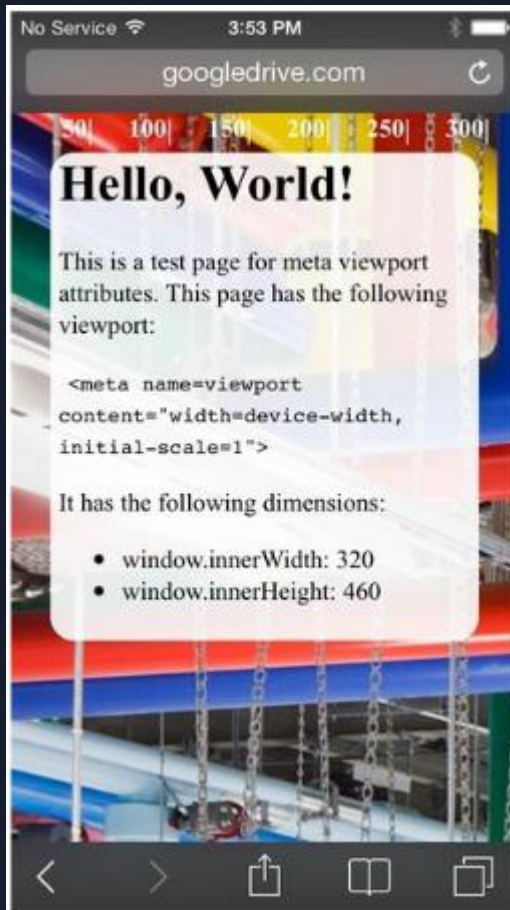 No Service 3:53 PM
googledrive.com
50| 100| 150| 200| 250| 300|
Hello, World!
This is a test page for meta viewport
attributes. This page has the following
viewport:
<meta name=viewport
content="width=device-width,
initial-scale=1">
It has the following dimensions:
• window.innerWidth: 320
• window.innerHeight: 460